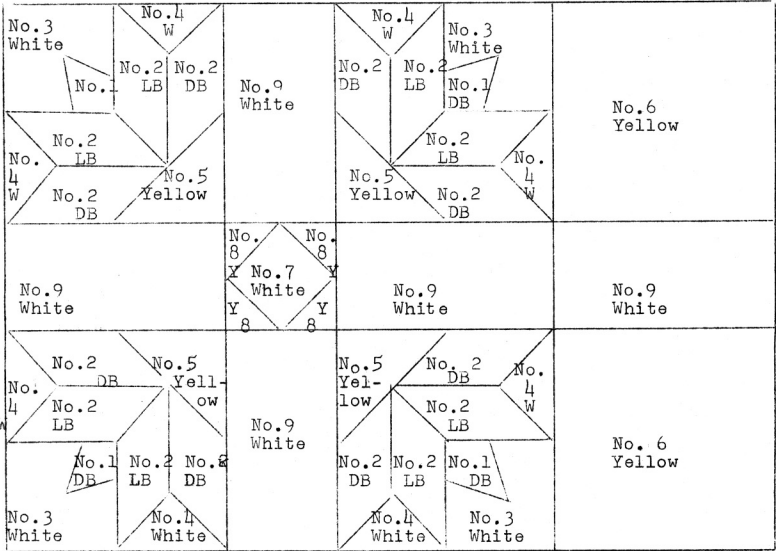 No.3
White
No.1
No.4
W
No.2
LB
No.2
DB
No.9
White
No.4
W
No.2
DB
No.2
LB
No.3
White
No.1
DB
No.6
Yellow
No.2
LB
No.
4
W
No.2
DB
No.5
Yellow
No.5
Yellow
No.2
LB
No.2
DB
No.
4
W
No.9
White
No.
8
Y
No.
8
Y
No.7
White
Y
8
Y
8
No.9
White
No.9
White
No.2
DB
No.
4
W
No.2
LB
No.5
Yell-
ow
No.9
White
No.5
Yel-
low
No. 2
DB
No.
4
W
No.2
LB
No. 6
Yellow
No.1
DB
No.2
LB
No.2
DB
No.3
White
No.4
White
No.2
DB
No.2
LB
No.1
DB
No.4
White
No.3
White